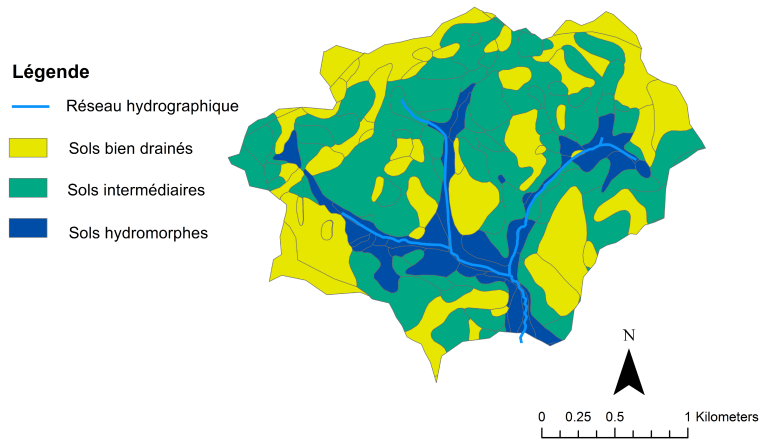 Légende
Réseau hydrographique
Sols bien drainés
Sols intermédiaires
Sols hydromorphes
N
0 0.25 0.5 1 Kilometers